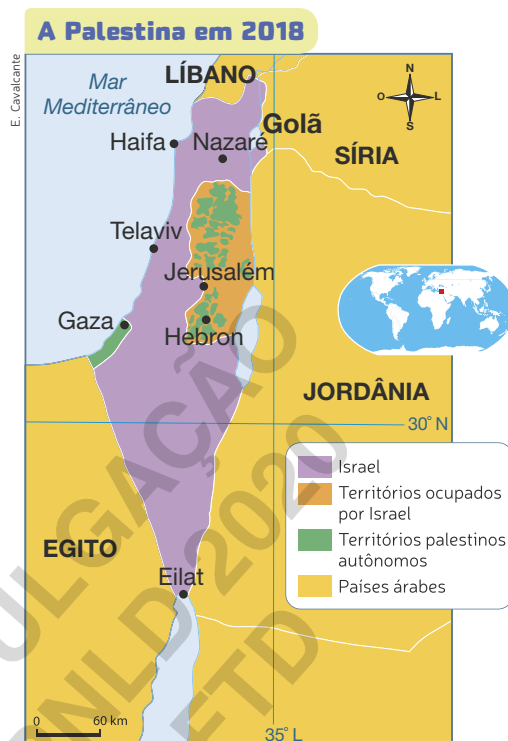 A Palestina em 2018
E. Cavalcante
Mar
Mediterrâneo
LÍBANO
N
O
L
S
Golã
Haifa
Nazaré
SÍRIA
Telaviv
Jerusalém
Gaza
Hebron
JORDÂNIA
30° N
Israel
Territórios ocupados
por Israel
Territórios palestinos
autônomos
Países árabes
EGITO
Eilat
0
60 km
35° L
ULGAÇÃO
PNLD 2020
FTD